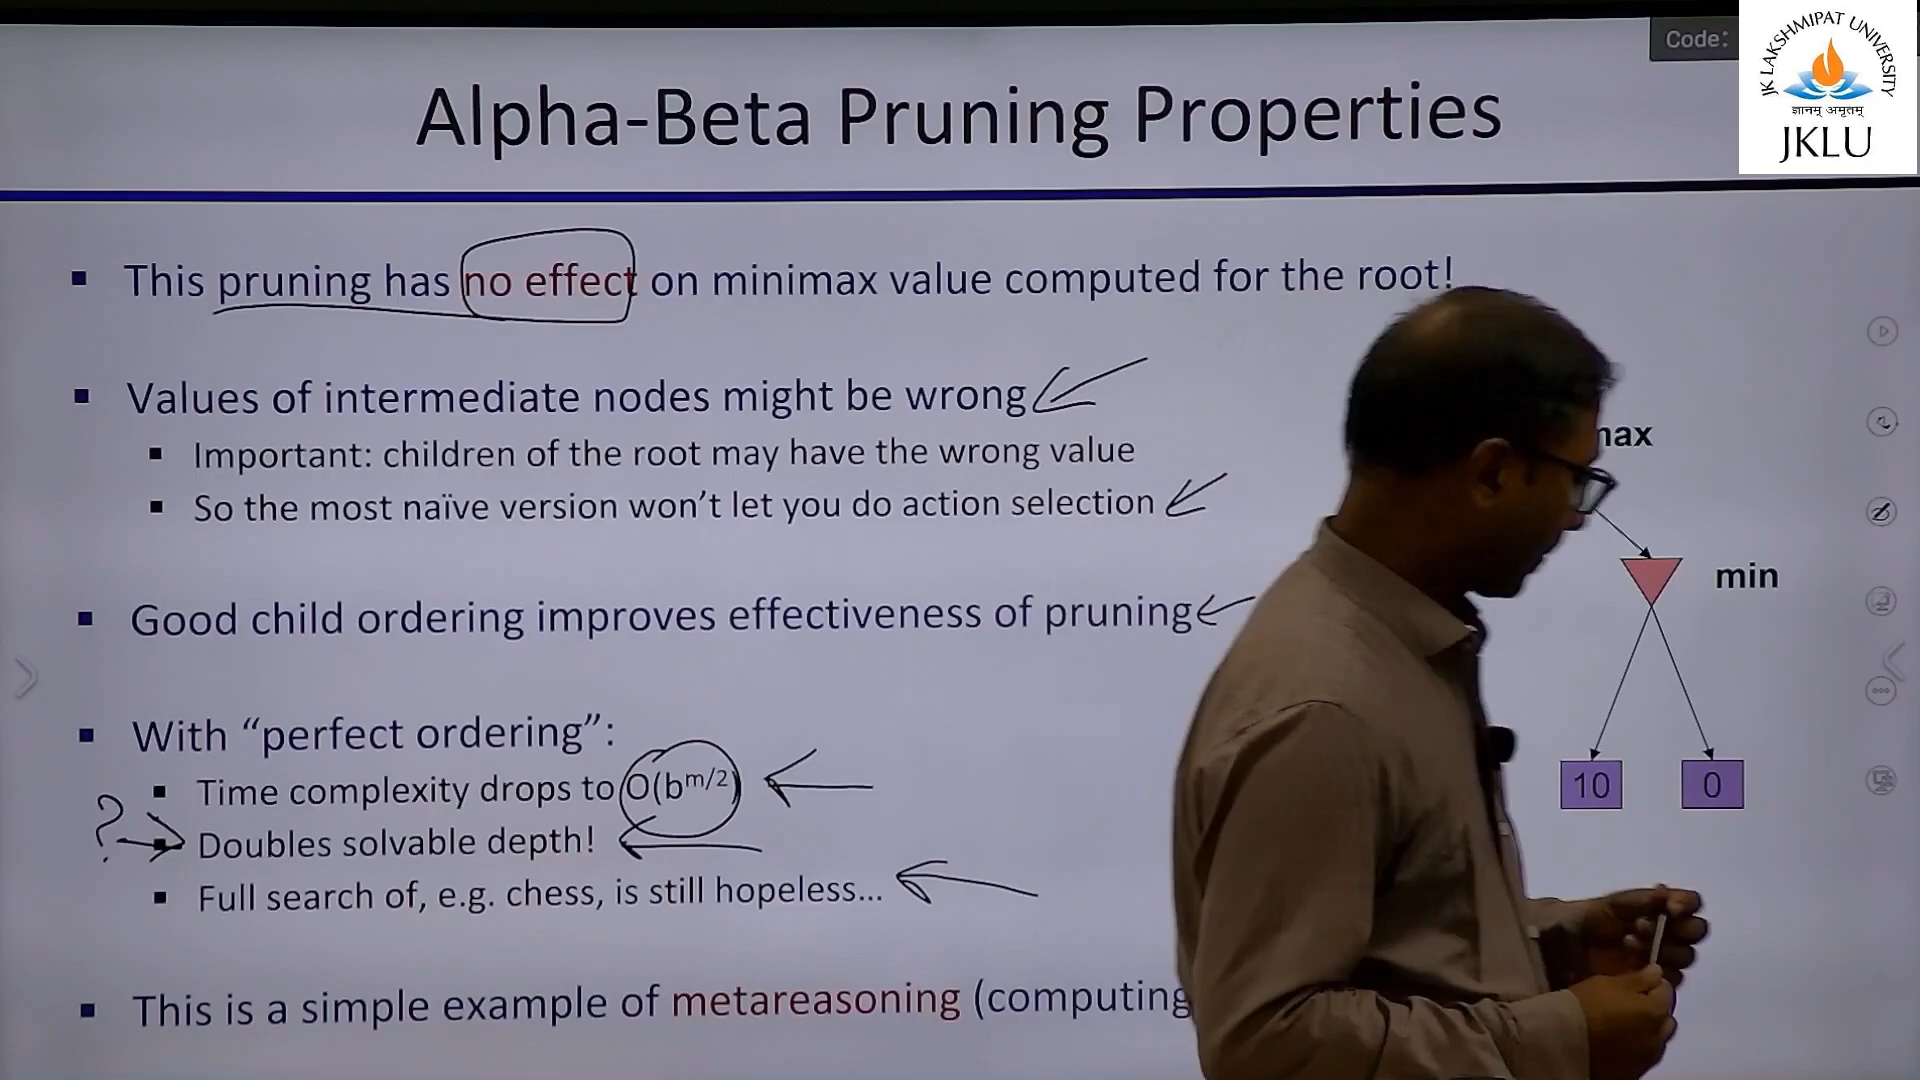 Code:
JK LAKSHMIPAT UNIVERSITY
ज्ञानम् अमृतम्
JKLU
Alpha-Beta Pruning Properties
▪ This pruning has no effect on minimax value computed for the root!
▪ Values of intermediate nodes might be wrong
▪ Important: children of the root may have the wrong value
▪ So the most naïve version won’t let you do action selection
▪ Good child ordering improves effectiveness of pruning
▪ With “perfect ordering”:
▪ Time complexity drops to O(b^m/2)
?
▪ Doubles solvable depth!
▪ Full search of, e.g. chess, is still hopeless…
▪ This is a simple example of metareasoning (computing
max
min
10 0